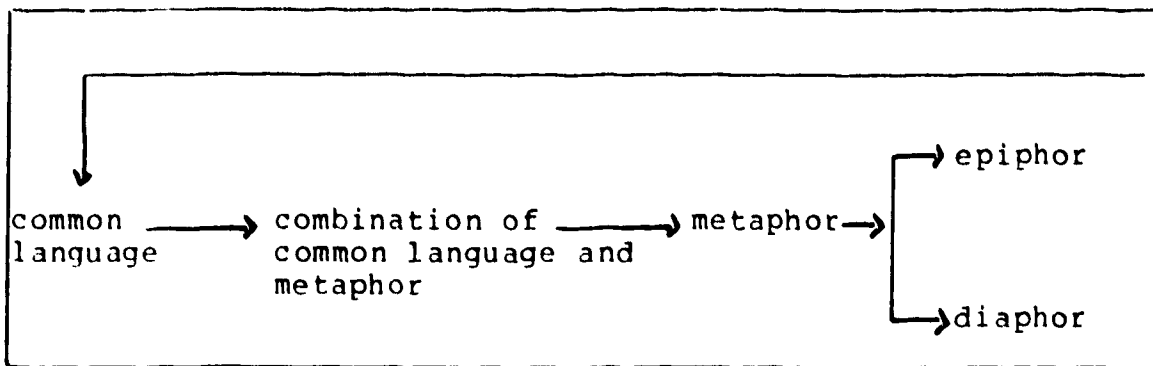 epiphor
common
language
combination of
common language and
metaphor
metaphor
diaphor